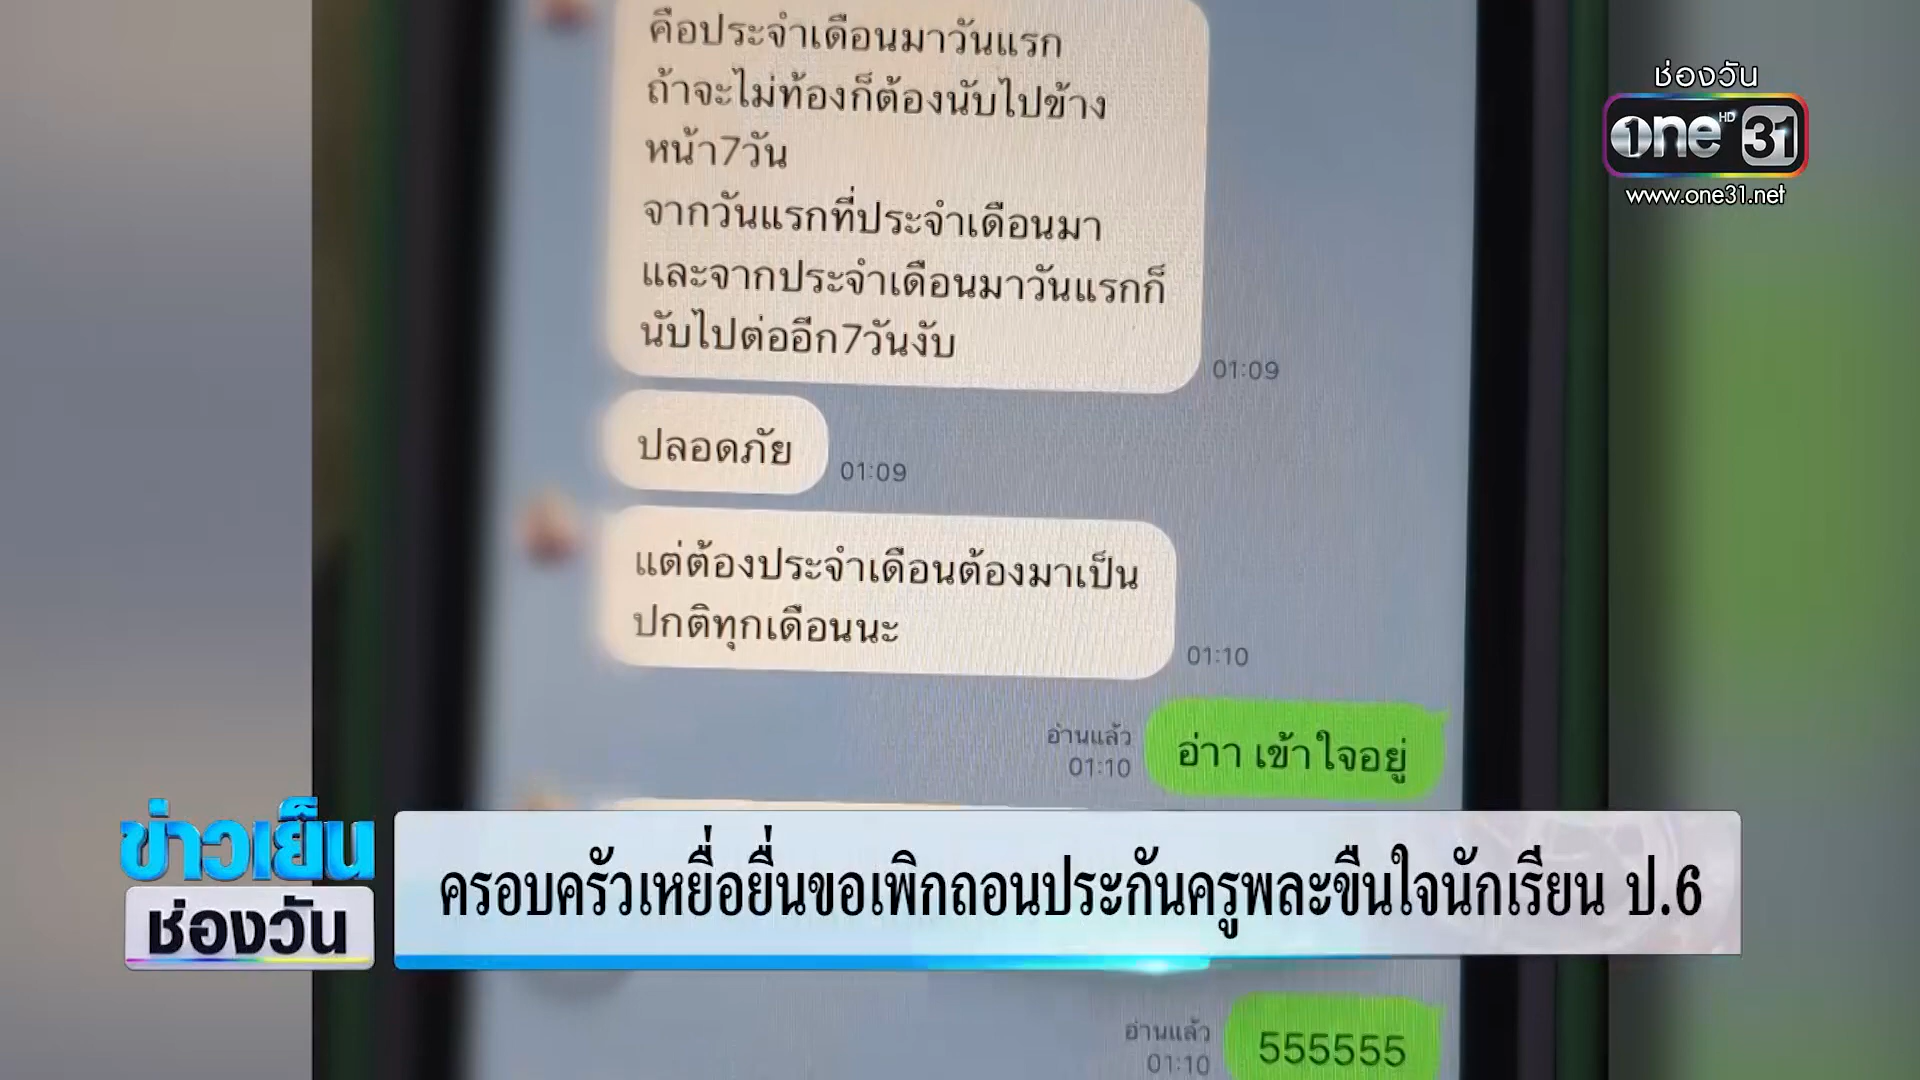 คือประจำเดือนมาวันแรก
ถ้าจะไม่ท้องก็ต้องนับไปข้าง
หน้า7วัน
จากวันแรกที่ประจำเดือนมา
และจากประจำเดือนมาวันแรกก็
นับไปต่ออีก7วันงับ
01:09
ปลอดภัย
01:09
แต่ต้องประจำเดือนต้องมาเป็น
ปกติทุกเดือนนะ
01:10
อ่านแล้ว
01:10
อ่าา เข้าใจอยู่
ช่องวัน
one HD 31
www.one31.net
ข่าวเย็น
ช่องวัน
ครอบครัวเหยื่อยื่นขอเพิกถอนประกันครูพละขืนใจนักเรียน ป.6
อ่านแล้ว
01:10
555555